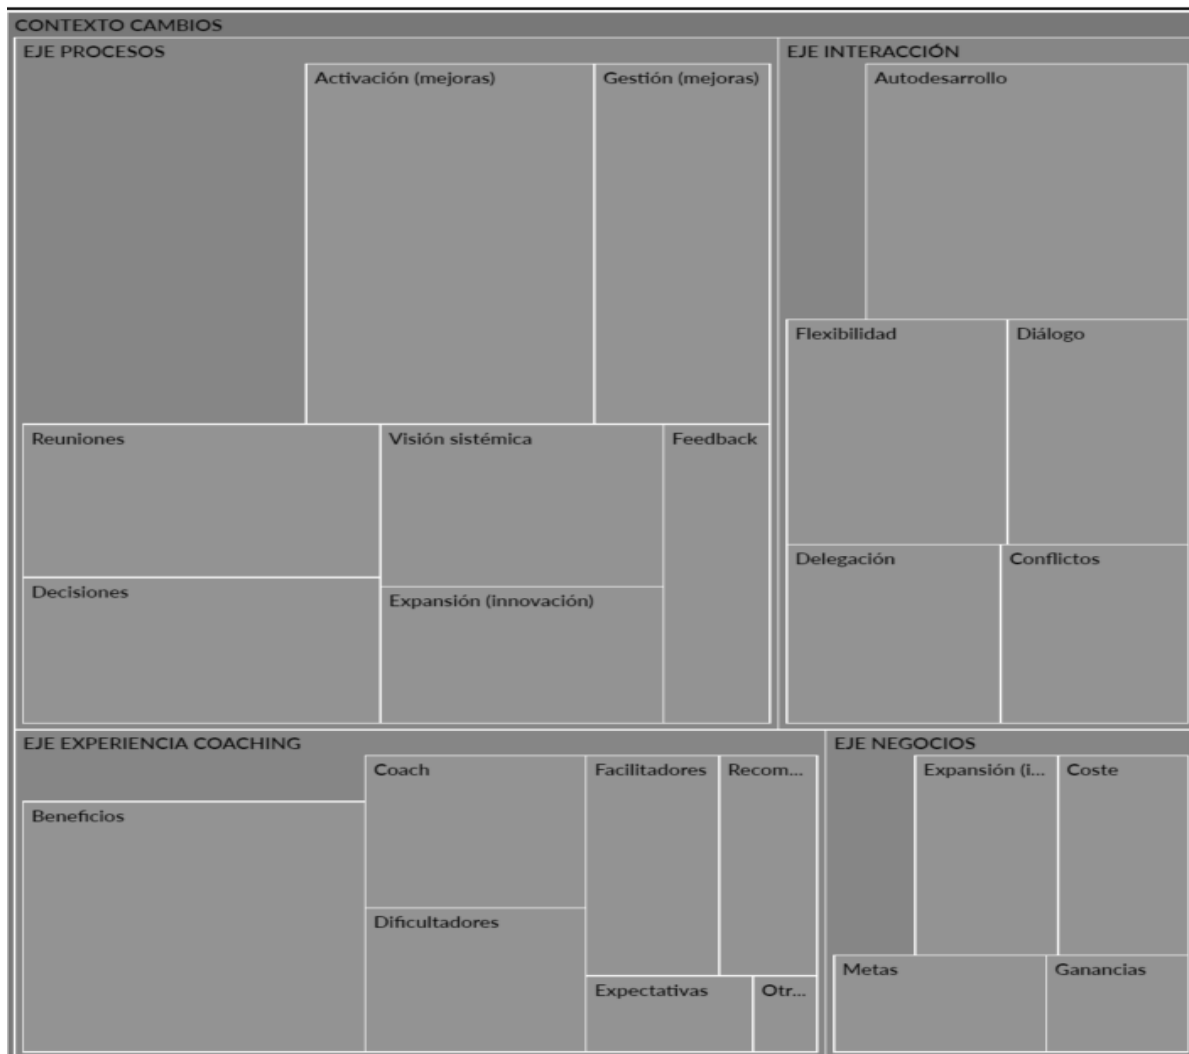 CONTEXTO CAMBIOS
EJE PROCESOS
Activación (mejoras)
Gestión (mejoras)
Reuniones
Visión sistémica
Feedback
Decisiones
Expansión (innovación)
EJE INTERACCIÓN
Autodesarrollo
Flexibilidad
Diálogo
Delegación
Conflictos
EJE EXPERIENCIA COACHING
Beneficios
Coach
Facilitadores
Recom...
Dificultadores
Expectativas
Otr...
EJE NEGOCIOS
Expansión (i...
Coste
Metas
Ganancias